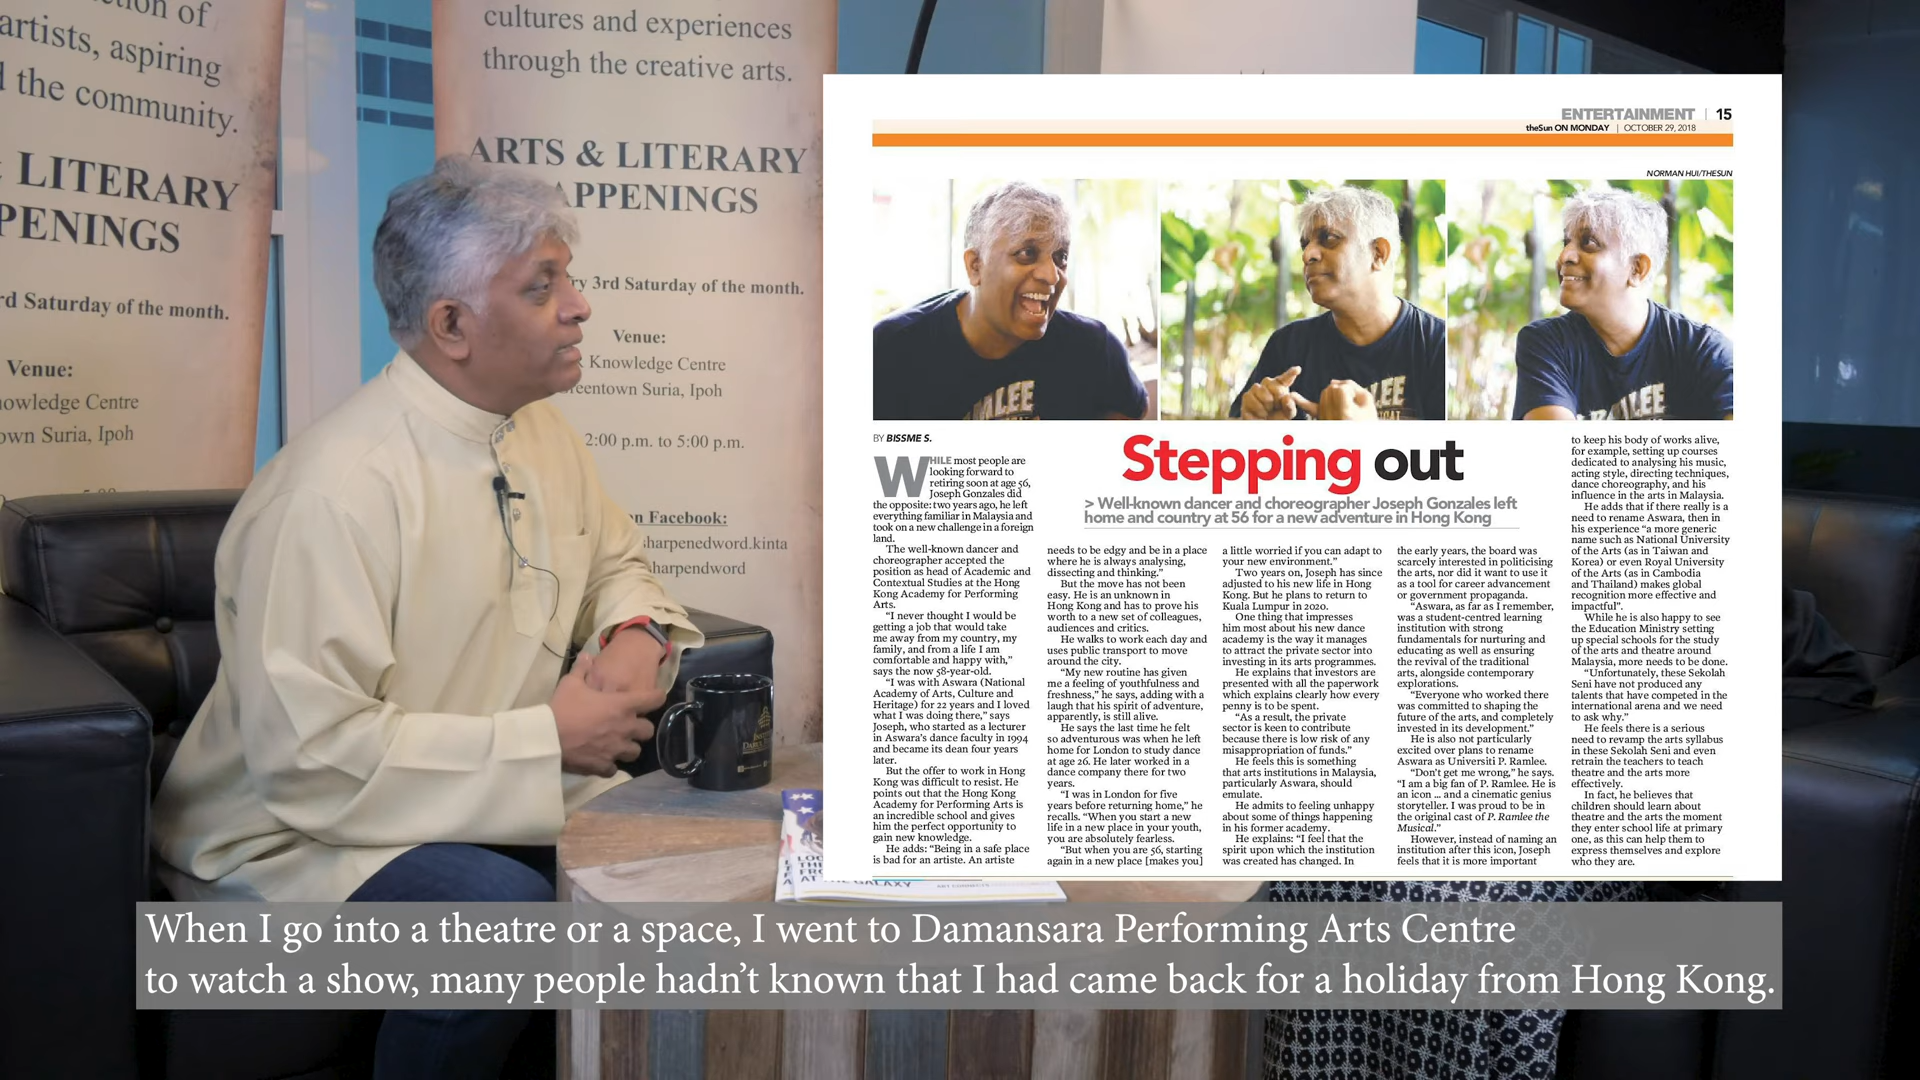 ction of
artists, aspiring
d the community.
& LITERARY
PENINGS
rd Saturday of the month.
Venue:
nowledge Centre
own Suria, Ipoh
cultures and experiences
through the creative arts.
ARTS & LITERARY
APPENINGS
ry 3rd Saturday of the month.
Venue:
Knowledge Centre
reentown Suria, Ipoh
2:00 p.m. to 5:00 p.m.
n Facebook:
sharpenedword.kinta
sharpendword
ENTERTAINMENT | 15
theSun ON MONDAY | OCTOBER 29, 2018
NORMAN HUI/THESUN
BY BISSME S.
Stepping out
> Well-known dancer and choreographer Joseph Gonzales left
home and country at 56 for a new adventure in Hong Kong
WHILE most people are
looking forward to
retiring soon at age 56,
Joseph Gonzales did
the opposite: two years ago, he left
everything familiar in Malaysia and
took on a new challenge in a foreign
land.
The well-known dancer and
choreographer accepted the
position as head of Academic and
Contextual Studies at the Hong
Kong Academy for Performing
Arts.
“I never thought I would be
getting a job that would take
me away from my country, my
family, and from a life I am
comfortable and happy with,”
says the now 58-year-old.
“I was with Aswara (National
Academy of Arts, Culture and
Heritage) for 22 years and I loved
what I was doing there,” says
Joseph, who started as a lecturer
in Aswara’s dance faculty in 1994
and became its dean four years
later.
But the offer to work in Hong
Kong was difficult to resist. He
points out that the Hong Kong
Academy for Performing Arts is
an incredible school and gives
him the perfect opportunity to
gain new knowledge.
He adds: “Being in a safe place
is bad for an artiste. An artiste
needs to be edgy and be in a place
where he is always analysing,
dissecting and thinking.”
But the move has not been
easy. He is an unknown in
Hong Kong and has to prove his
worth to a new set of colleagues,
audiences and critics.
He walks to work each day and
uses public transport to move
around the city.
“My new routine has given
me a feeling of youthfulness and
freshness,” he says, adding with a
laugh that his spirit of adventure,
apparently, is still alive.
He says the last time he felt
so adventurous was when he left
home for London to study dance
at age 26. He later worked in a
dance company there for two
years.
“I was in London for five
years before returning home,” he
recalls. “When you start a new
life in a new place in your youth,
you are absolutely fearless.
“But when you are 56, starting
again in a new place [makes you]
a little worried if you can adapt to
your new environment.”
Two years on, Joseph has since
adjusted to his new life in Hong
Kong. But he plans to return to
Kuala Lumpur in 2020.
One thing that impresses
him most about his new dance
academy is the way it manages
to attract the private sector into
investing in its arts programmes.
He explains that investors are
presented with all the paperwork
which explains clearly how every
penny is to be spent.
“As a result, the private
sector is keen to contribute
because there is low risk of any
misappropriation of funds.”
He feels this is something
that arts institutions in Malaysia,
particularly Aswara, should
emulate.
He admits to feeling unhappy
about some of things happening
in his former academy.
He explains: “I feel that the
spirit upon which the institution
was created has changed. In
the early years, the board was
scarcely interested in politicising
the arts, nor did it want to use it
as a tool for career advancement
or government propaganda.
“Aswara, as far as I remember,
was a student-centred learning
institution with strong
fundamentals for nurturing and
educating as well as ensuring
the revival of the traditional
arts, alongside contemporary
explorations.
“Everyone who worked there
was committed to shaping the
future of the arts, and completely
invested in its development.”
He is also not particularly
excited over plans to rename
Aswara as Universiti P. Ramlee.
“Don’t get me wrong,” he says.
“I am a big fan of P. Ramlee. He is
an icon ... and a cinematic genius
storyteller. I was proud to be in
the original cast of P. Ramlee the
Musical.”
However, instead of naming an
institution after this icon, Joseph
feels that it is more important
to keep his body of works alive,
for example, setting up courses
dedicated to analysing his music,
acting style, directing techniques,
dance choreography, and his
influence in the arts in Malaysia.
He adds that if there really is a
need to rename Aswara, then in
his experience “a more generic
name such as National University
of the Arts (as in Taiwan and
Korea) or even Royal University
of the Arts (as in Cambodia
and Thailand) makes global
recognition more effective and
impactful”.
While he is also happy to see
the Education Ministry setting
up special schools for the study
of the arts and theatre around
Malaysia, more needs to be done.
“Unfortunately, these Sekolah
Seni have not produced any
talents that have competed in the
international arena and we need
to ask why.”
He feels there is a serious
need to revamp the arts syllabus
in these Sekolah Seni and even
retrain the teachers to teach
theatre and the arts more
effectively.
In fact, he believes that
children should learn about
theatre and the arts the moment
they enter school life at primary
one, as this can help them to
express themselves and explore
who they are.
GALAXY
When I go into a theatre or a space, I went to Damansara Performing Arts Centre
to watch a show, many people hadn’t known that I had came back for a holiday from Hong Kong.